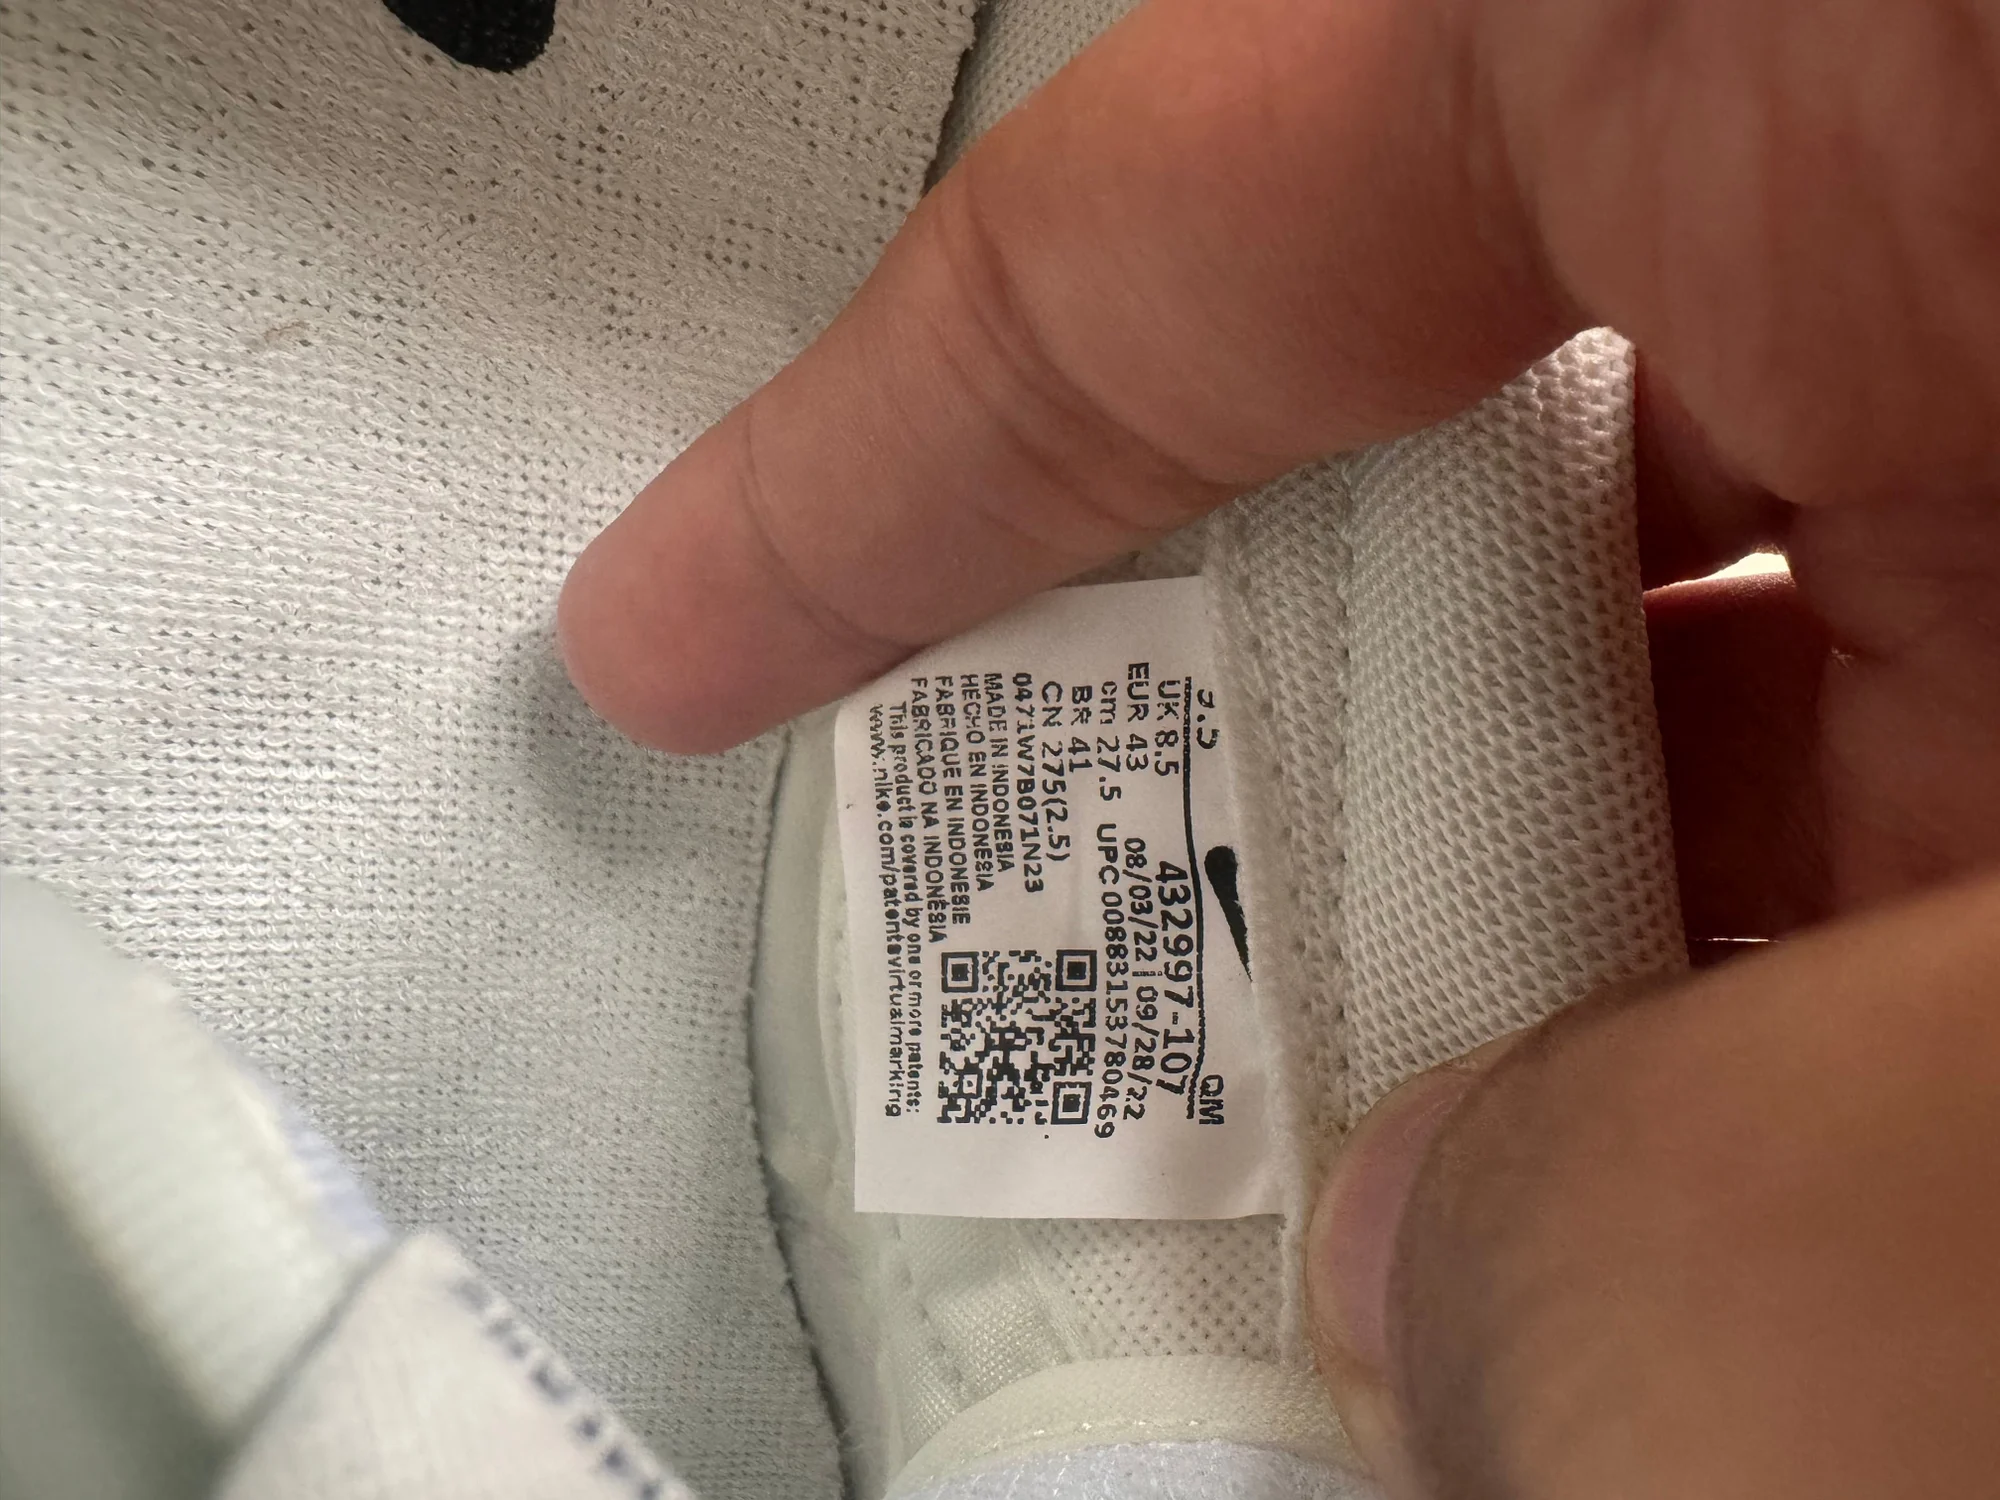 9.5 QM
UK 8.5 432997-107
EUR 43 08/03/22 | 09/28/22
cm 27.5 UPC 00883153780469
BR 41
CN 275(2.5)
0471W7B071N23
MADE IN INDONESIA
HECHO EN INDONESIA
FABRIQUE EN INDONESIE
FABRICADO NA INDONÉSIA
This product is covered by one or more patents:
www.nike.com/patentsvirtualmarking